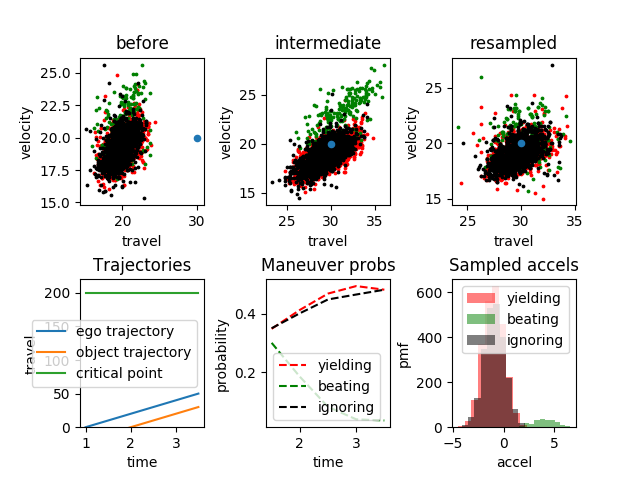 before
intermediate
resampled
25.0
22.5
20.0
17.5
15.0
velocity
20
30
travel
25
20
15
velocity
25
30
35
travel
25
20
15
velocity
25
30
35
travel
Trajectories
Maneuver probs
Sampled accels
200
150
100
50
0
travel
ego trajectory
object trajectory
critical point
1
2
3
time
0.4
0.2
probability
yielding
beating
ignoring
2
3
time
600
400
200
0
pmf
yielding
beating
ignoring
−5
0
5
accel